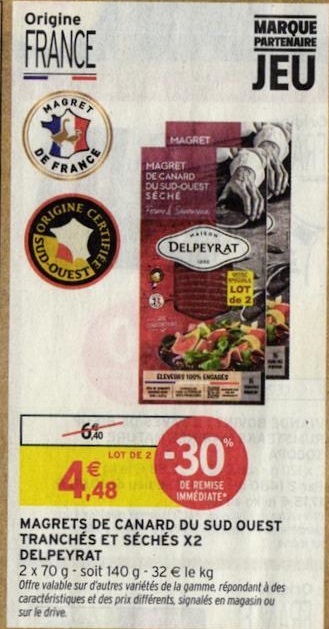 Origine
FRANCE
MARQUE
PARTENAIRE
JEU
MAGRET
DE FRANCE
ORIGINE CERTIFIÉE
SUD-OUEST
MAGRET
MAGRET
DE CANARD
DU SUD-OUEST
SÉCHÉ
MAISON
DELPEYRAT
LOT
de 2
ÉLEVEURS 100% ENGAGÉS
6€,40
LOT DE 2
4€,48
-30%
DE REMISE
IMMÉDIATE*
MAGRETS DE CANARD DU SUD OUEST
TRANCHÉS ET SÉCHÉS X2
DELPEYRAT
2 x 70 g - soit 140 g - 32 € le kg
Offre valable sur d'autres variétés de la gamme, répondant à des
caractéristiques et des prix différents, signalés en magasin ou
sur le drive.